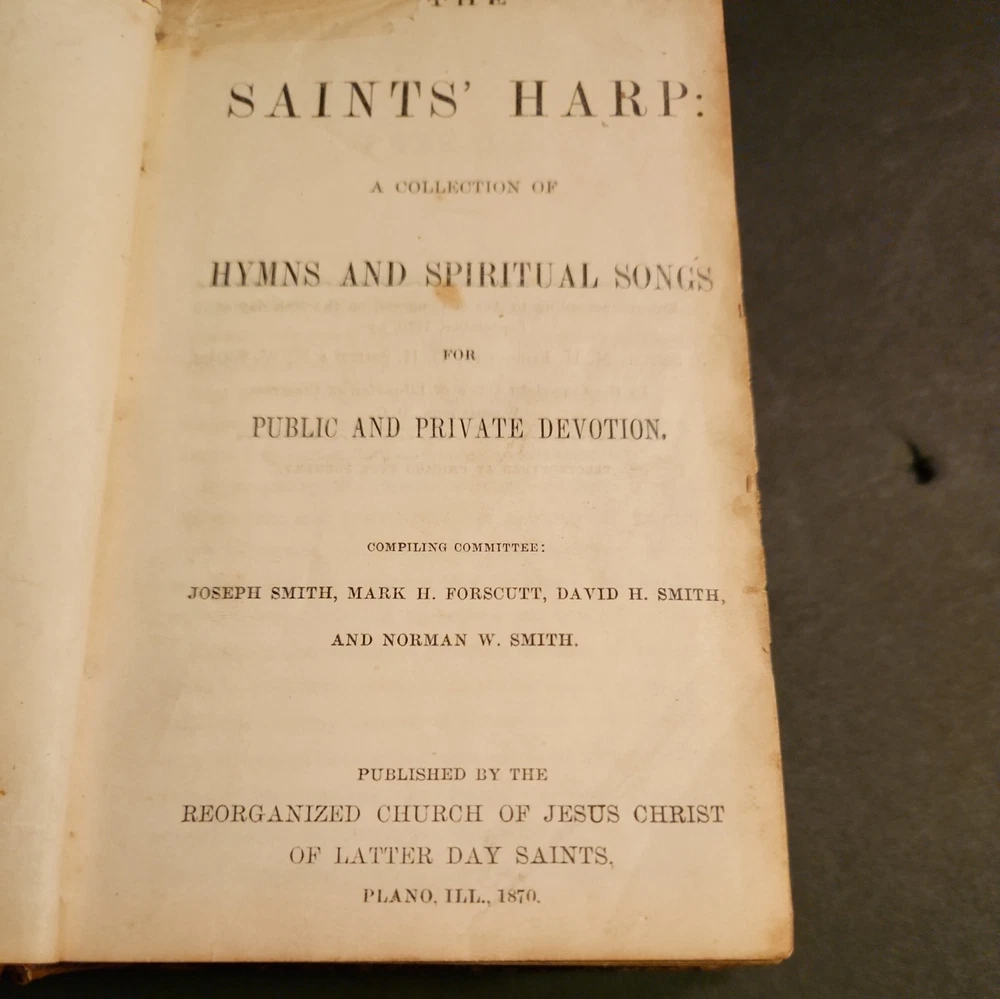 THE
SAINTS' HARP:
A COLLECTION OF
HYMNS AND SPIRITUAL SONGS
FOR
PUBLIC AND PRIVATE DEVOTION.
COMPILING COMMITTEE:
JOSEPH SMITH, MARK H. FORSCUTT, DAVID H. SMITH,
AND NORMAN W. SMITH.
PUBLISHED BY THE
REORGANIZED CHURCH OF JESUS CHRIST
OF LATTER DAY SAINTS,
PLANO, ILL., 1870.